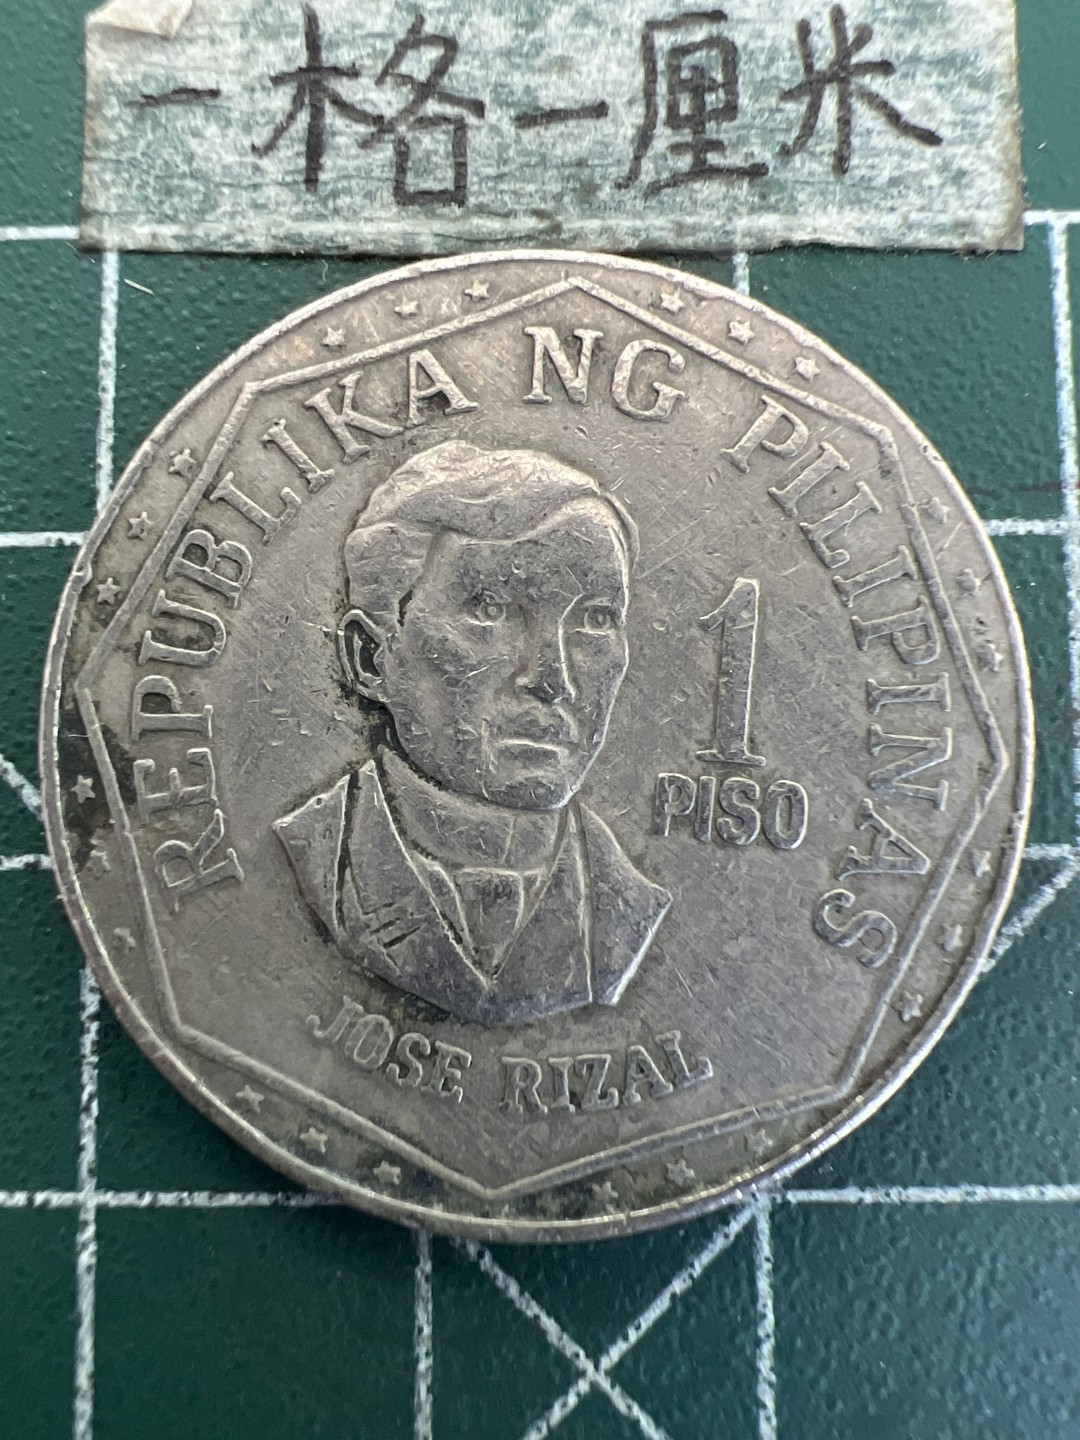 一格一厘米
REPUBLIKA NG PILIPINAS
1
PISO
JOSE RIZAL